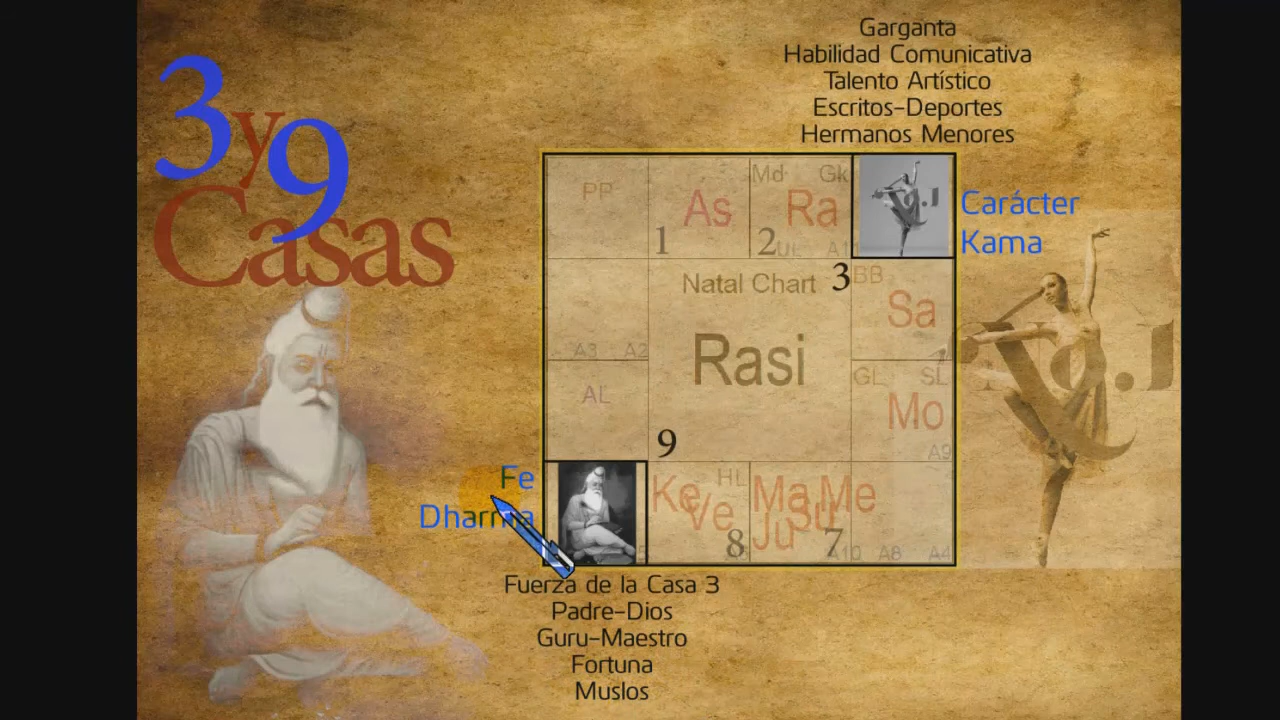 3 y 9
Casas
Garganta
Habilidad Comunicativa
Talento Artístico
Escritos-Deportes
Hermanos Menores
Carácter
Kama
PP
As
1
Md
Gk
Ra
2
UL
3
BB
Natal Chart
Rasi
Sa
A3
A2
AL
GL
SL
Mo
A9
9
Fe
Dharma
Ke
Ve
HL
8
Ma
Me
Su
Ju
7
A10
A8
A4
Fuerza de la Casa 3
Padre-Dios
Guru-Maestro
Fortuna
Muslos